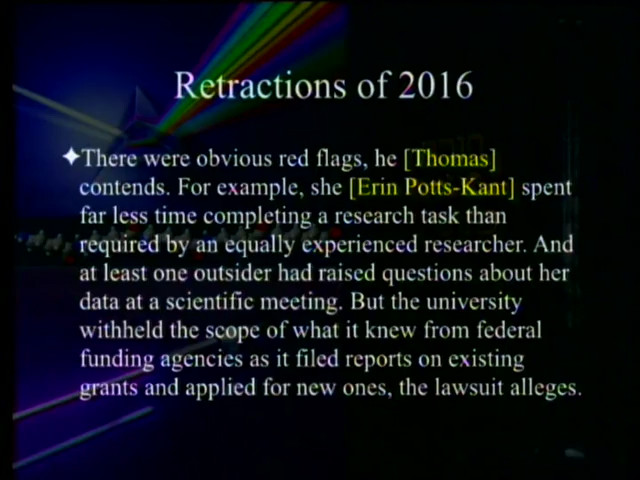 Retractions of 2016
✦There were obvious red flags, he [Thomas]
contends. For example, she [Erin Potts-Kant] spent
far less time completing a research task than
required by an equally experienced researcher. And
at least one outsider had raised questions about her
data at a scientific meeting. But the university
withheld the scope of what it knew from federal
funding agencies as it filed reports on existing
grants and applied for new ones, the lawsuit alleges.